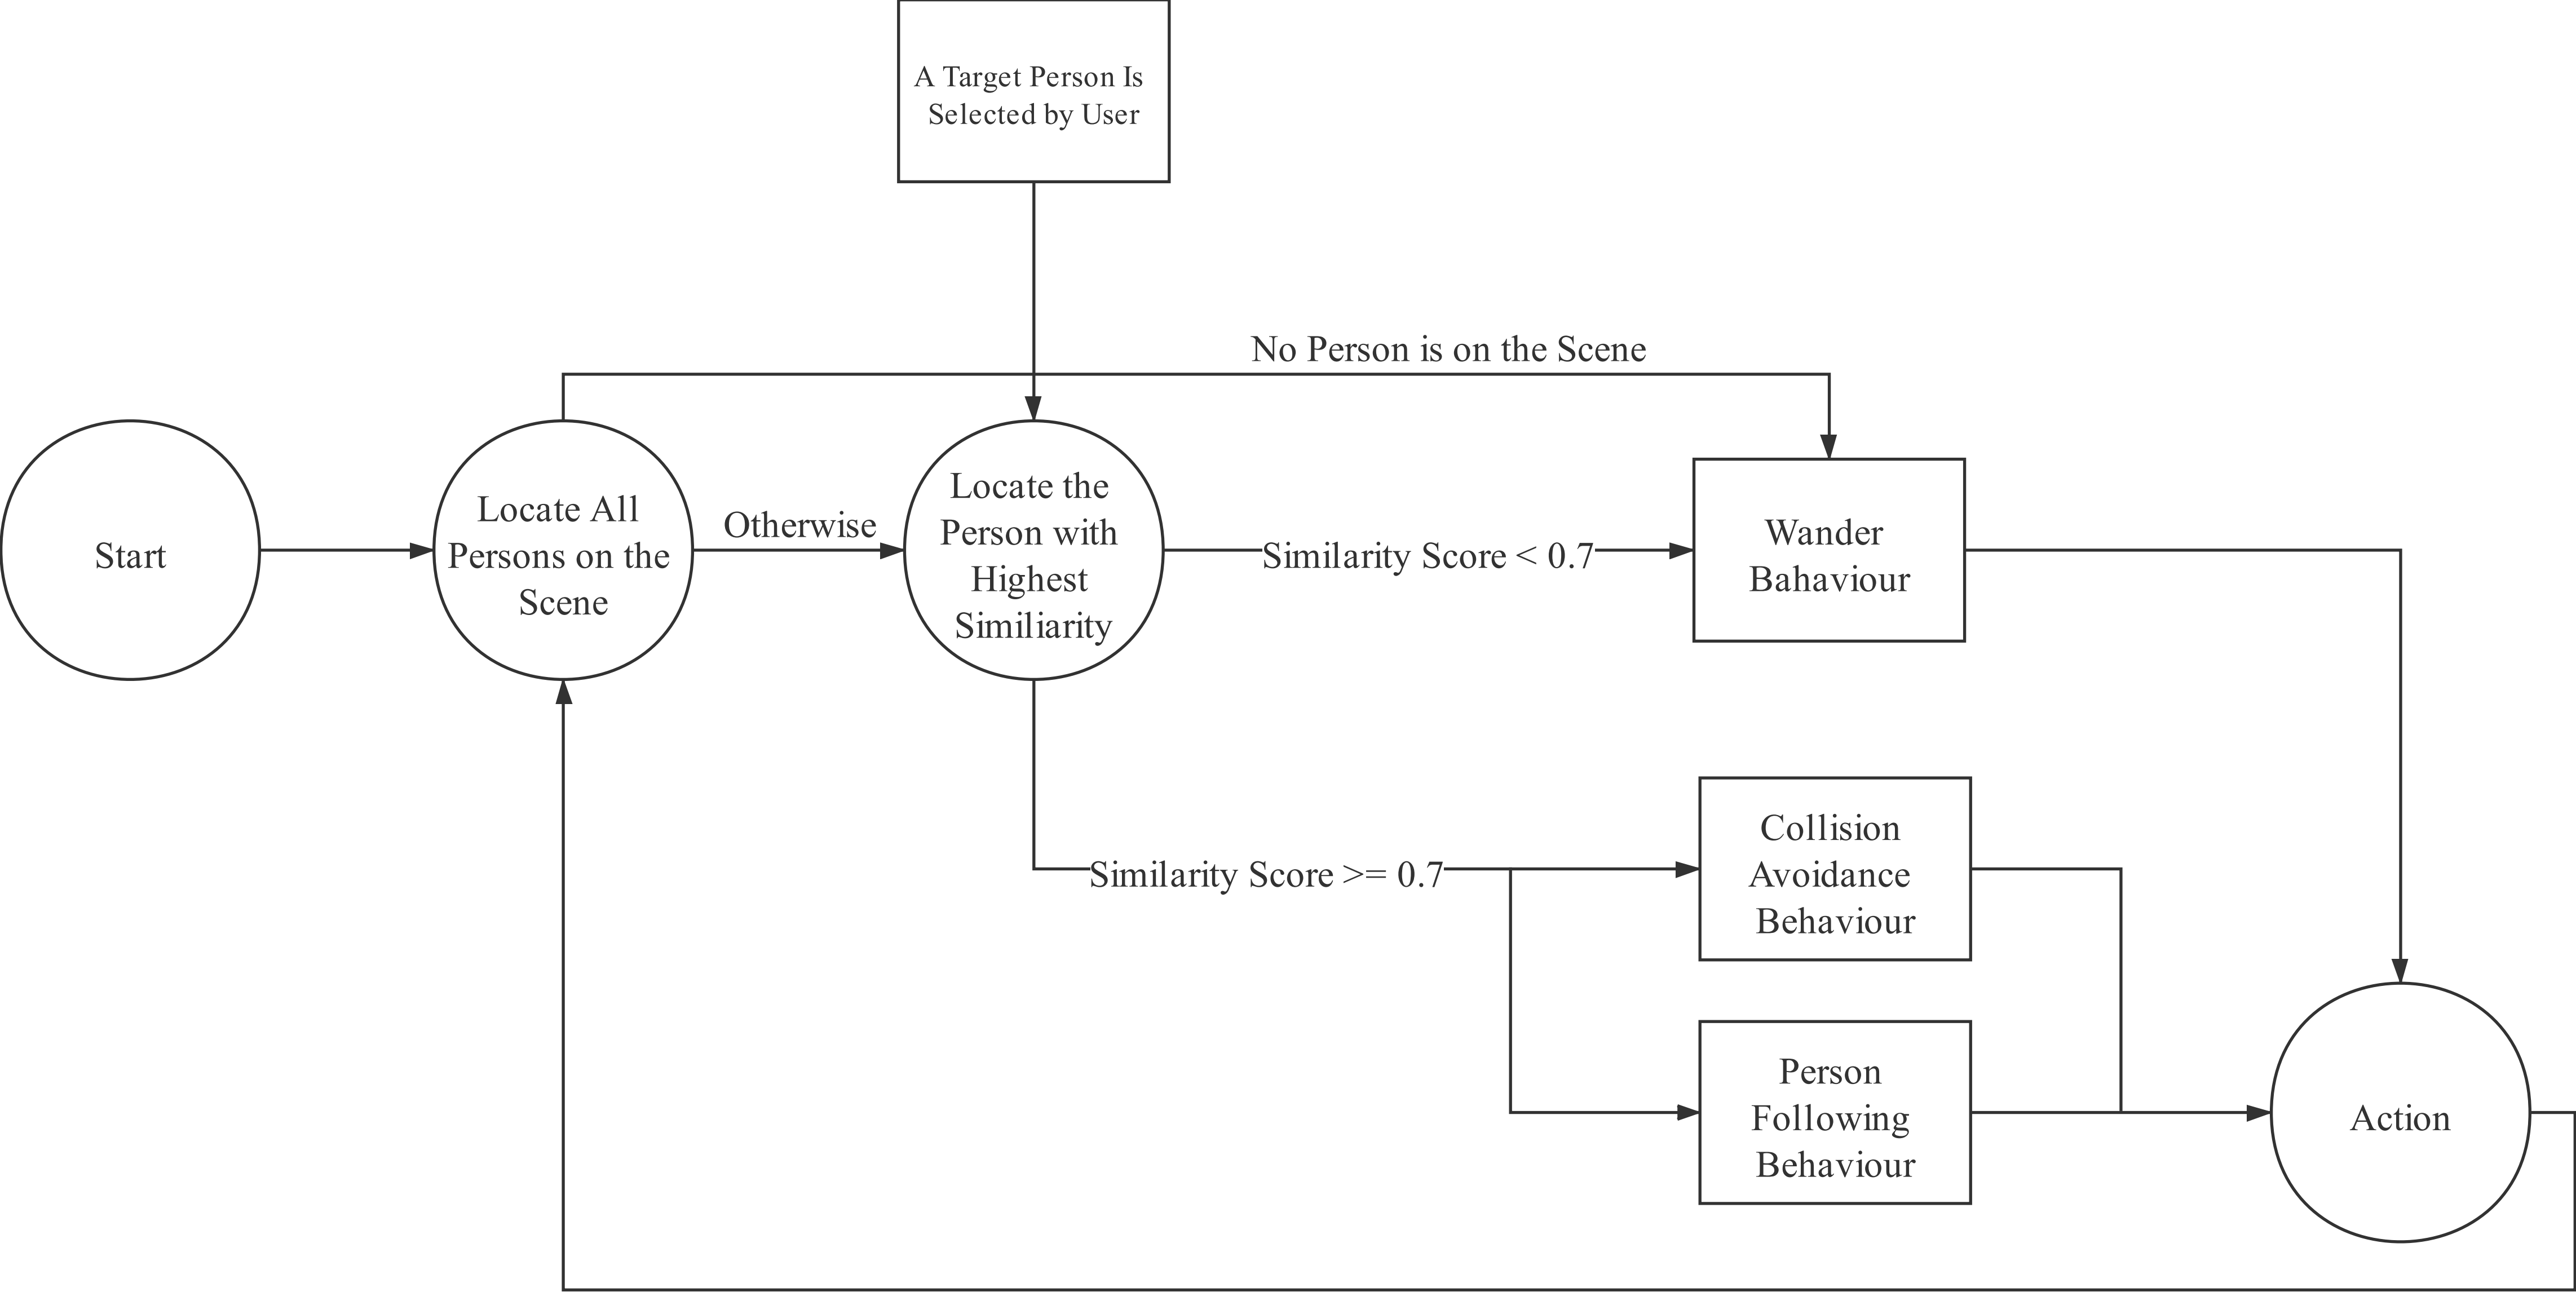 A Target Person Is
Selected by User
No Person is on the Scene
Start
Locate All
Persons on the
Scene
Otherwise
Locate the
Person with
Highest
Similiarity
Similarity Score < 0.7
Wander
Bahaviour
Similarity Score >= 0.7
Collision
Avoidance
Behaviour
Person
Following
Behaviour
Action